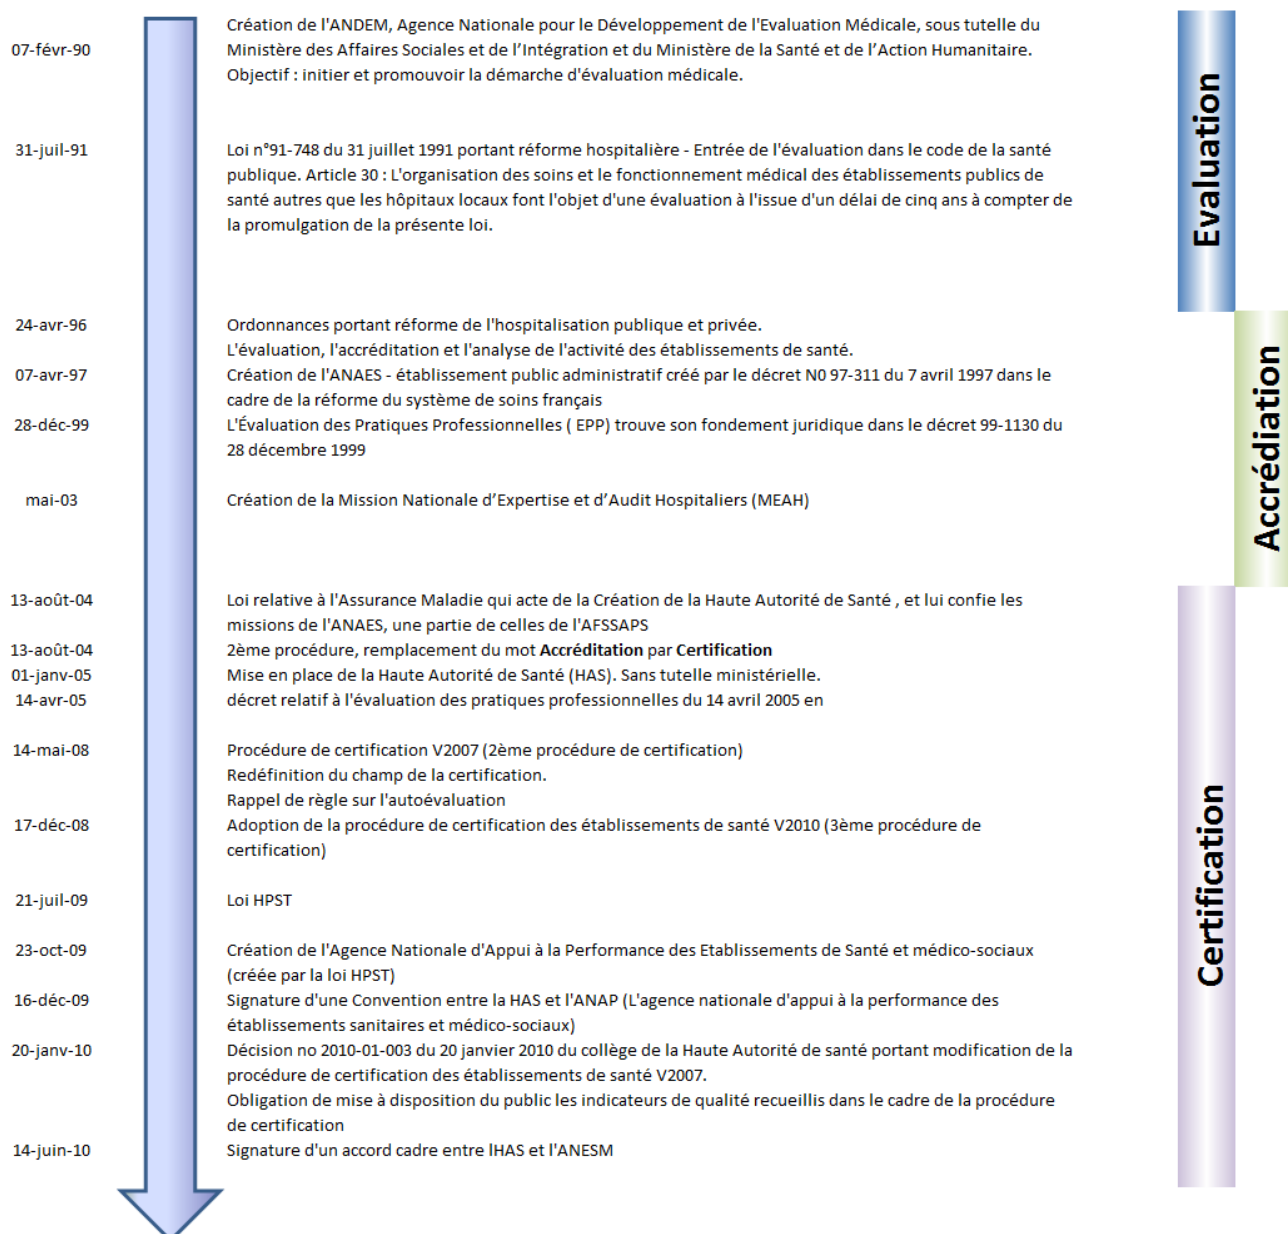 Création de l'ANDEM, Agence Nationale pour le Développement de l'Evaluation Médicale, sous tutelle du
07-févr-90 Ministère des Affaires Sociales et de l’Intégration et du Ministère de la Santé et de l’Action Humanitaire.
Objectif : initier et promouvoir la démarche d'évaluation médicale.
31-juil-91 Loi n°91-748 du 31 juillet 1991 portant réforme hospitalière - Entrée de l'évaluation dans le code de la santé
publique. Article 30 : L'organisation des soins et le fonctionnement médical des établissements publics de
santé autres que les hôpitaux locaux font l'objet d'une évaluation à l'issue d'un délai de cinq ans à compter de
la promulgation de la présente loi.
Evaluation
24-avr-96 Ordonnances portant réforme de l'hospitalisation publique et privée.
L'évaluation, l'accréditation et l'analyse de l'activité des établissements de santé.
07-avr-97 Création de l'ANAES - établissement public administratif créé par le décret N0 97-311 du 7 avril 1997 dans le
cadre de la réforme du système de soins français
28-déc-99 L'Évaluation des Pratiques Professionnelles ( EPP) trouve son fondement juridique dans le décret 99-1130 du
28 décembre 1999
mai-03 Création de la Mission Nationale d’Expertise et d’Audit Hospitaliers (MEAH)
Accrédiation
13-août-04 Loi relative à l'Assurance Maladie qui acte de la Création de la Haute Autorité de Santé , et lui confie les
missions de l'ANAES, une partie de celles de l'AFSSAPS
13-août-04 2ème procédure, remplacement du mot Accréditation par Certification
01-janv-05 Mise en place de la Haute Autorité de Santé (HAS). Sans tutelle ministérielle.
14-avr-05 décret relatif à l'évaluation des pratiques professionnelles du 14 avril 2005 en
14-mai-08 Procédure de certification V2007 (2ème procédure de certification)
Redéfinition du champ de la certification.
Rappel de règle sur l'autoévaluation
17-déc-08 Adoption de la procédure de certification des établissements de santé V2010 (3ème procédure de
certification)
21-juil-09 Loi HPST
23-oct-09 Création de l'Agence Nationale d'Appui à la Performance des Etablissements de Santé et médico-sociaux
(créée par la loi HPST)
16-déc-09 Signature d'une Convention entre la HAS et l'ANAP (L'agence nationale d'appui à la performance des
établissements sanitaires et médico-sociaux)
20-janv-10 Décision no 2010-01-003 du 20 janvier 2010 du collège de la Haute Autorité de santé portant modification de la
procédure de certification des établissements de santé V2007.
Obligation de mise à disposition du public les indicateurs de qualité recueillis dans le cadre de la procédure
de certification
14-juin-10 Signature d'un accord cadre entre lHAS et l'ANESM
Certification